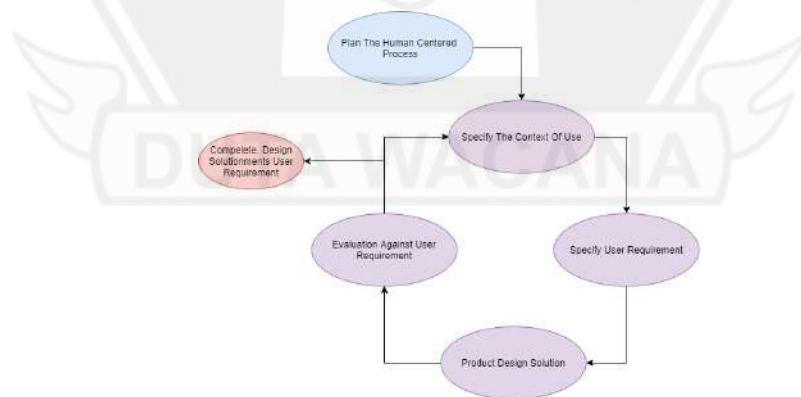 Plan The Human Centered
Process
Specify The Context Of Use
Compelete, Design
Solutionments User
Requirement
DUTA WACANA
Evaluation Against User
Requirement
Specify User Requirement
Product Design Solution